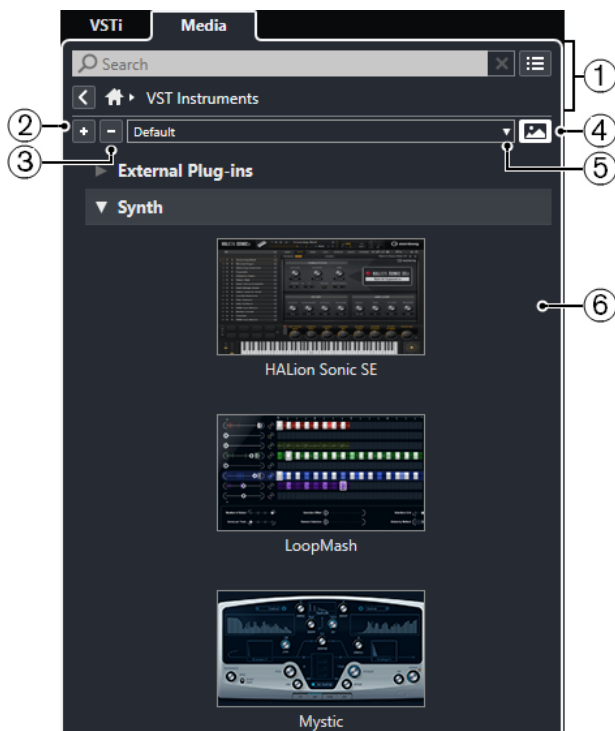 VSTi Media
Search
VST Instruments
Default
External Plug-ins
Synth
HALion Sonic SE
LoopMash
Mystic
1
2
3
4
5
6